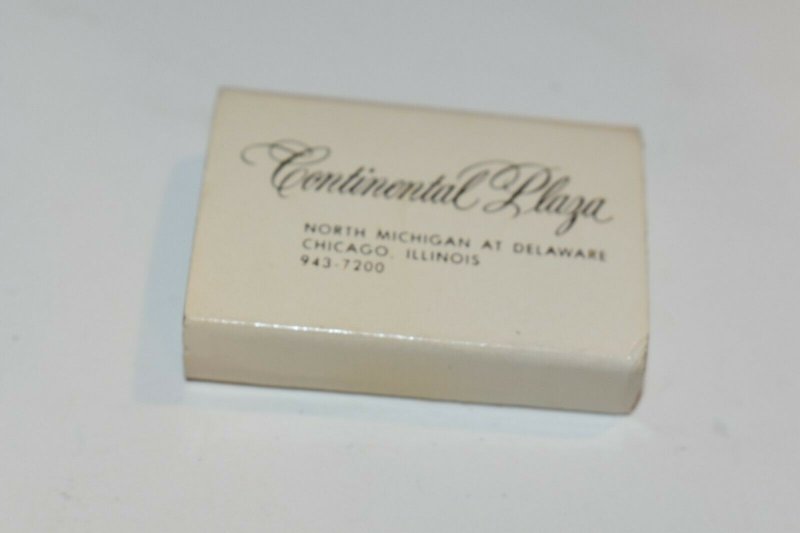 Continental Plaza
NORTH MICHIGAN AT DELAWARE
CHICAGO, ILLINOIS
943-7200